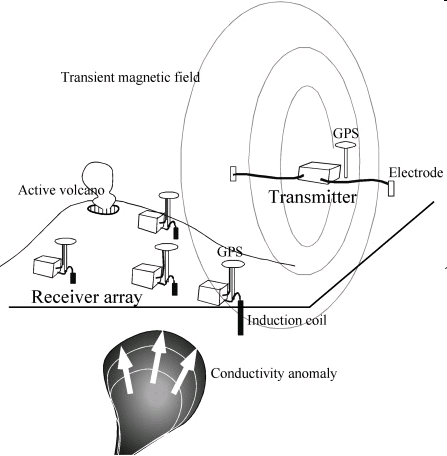 Transient magnetic field
GPS
Electrode
Active volcano
Transmitter
GPS
Receiver array
Induction coil
Conductivity anomaly